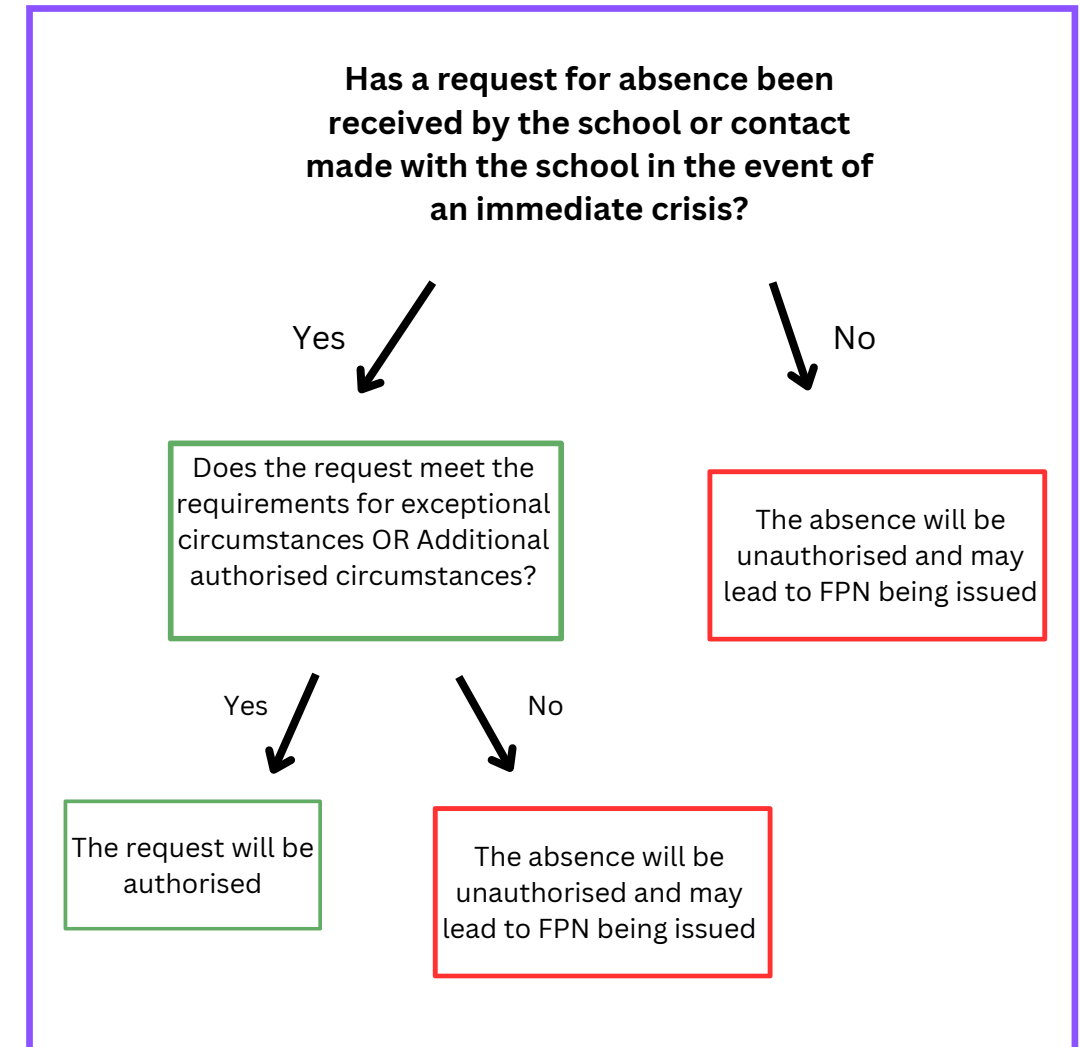 Has a request for absence been
received by the school or contact
made with the school in the event of
an immediate crisis?
Yes
No
Does the request meet the
requirements for exceptional
circumstances OR Additional
authorised circumstances?
The absence will be
unauthorised and may
lead to FPN being issued
Yes
No
The request will be
authorised
The absence will be
unauthorised and may
lead to FPN being issued